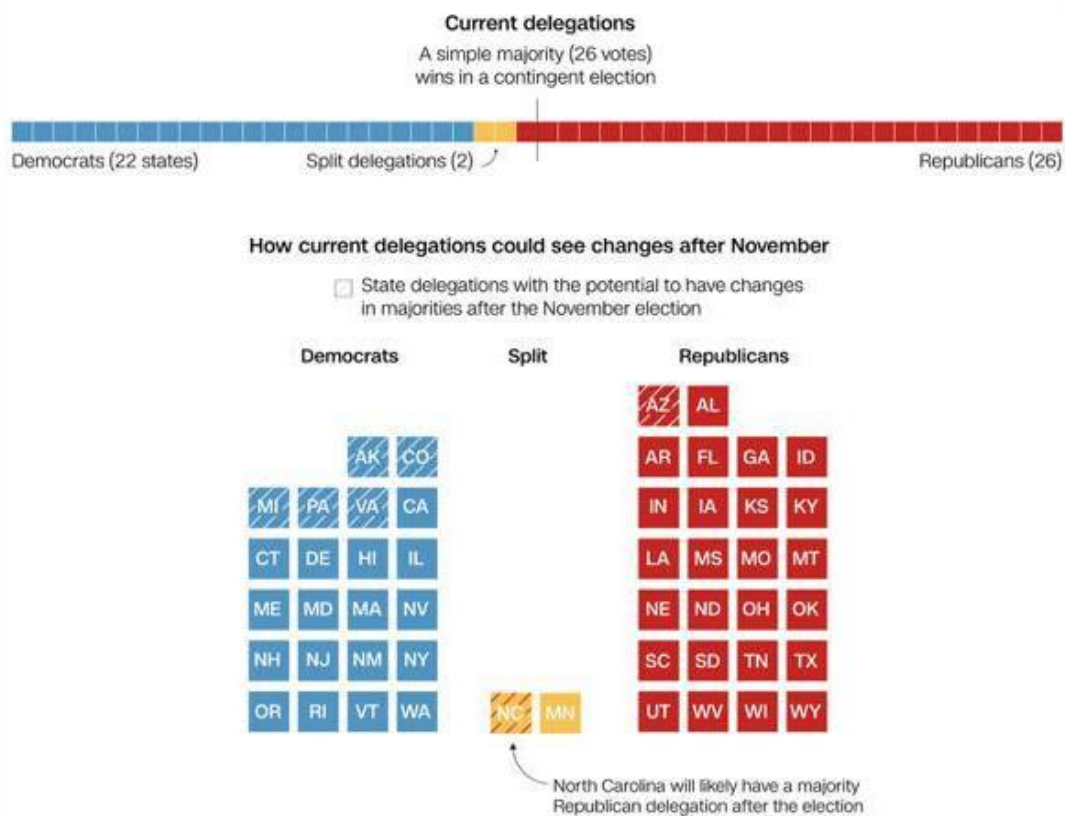 Current delegations
A simple majority (26 votes)
wins in a contingent election
Democrats (22 states)
Split delegations (2)
Republicans (26)
How current delegations could see changes after November
State delegations with the potential to have changes
in majorities after the November election
Democrats
Split
Republicans
AZ AL
AK CO
AR FL GA ID
MI PA VA CA
IN IA KS KY
CT DE HI IL
LA MS MO MT
ME MD MA NV
NE ND OH OK
NH NJ NM NY
SC SD TN TX
OR RI VT WA
NC MN
UT WV WI WY
North Carolina will likely have a majority
Republican delegation after the election